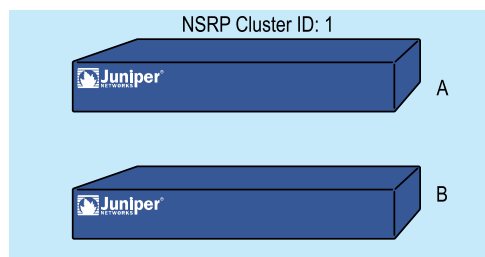 NSRP Cluster ID: 1
Juniper®
NETWORKS
A
Juniper®
NETWORKS
B